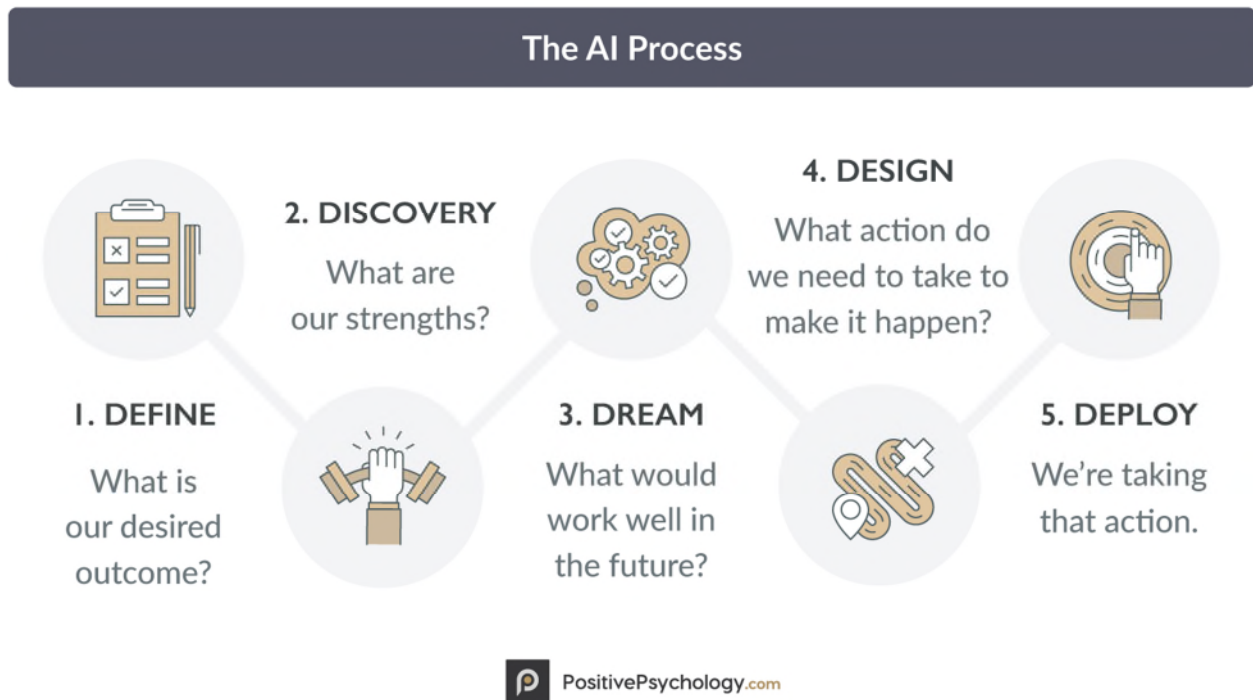 The AI Process
1. DEFINE
What is
our desired
outcome?
2. DISCOVERY
What are
our strengths?
3. DREAM
What would
work well in
the future?
4. DESIGN
What action do
we need to take to
make it happen?
5. DEPLOY
We’re taking
that action.
PositivePsychology.com